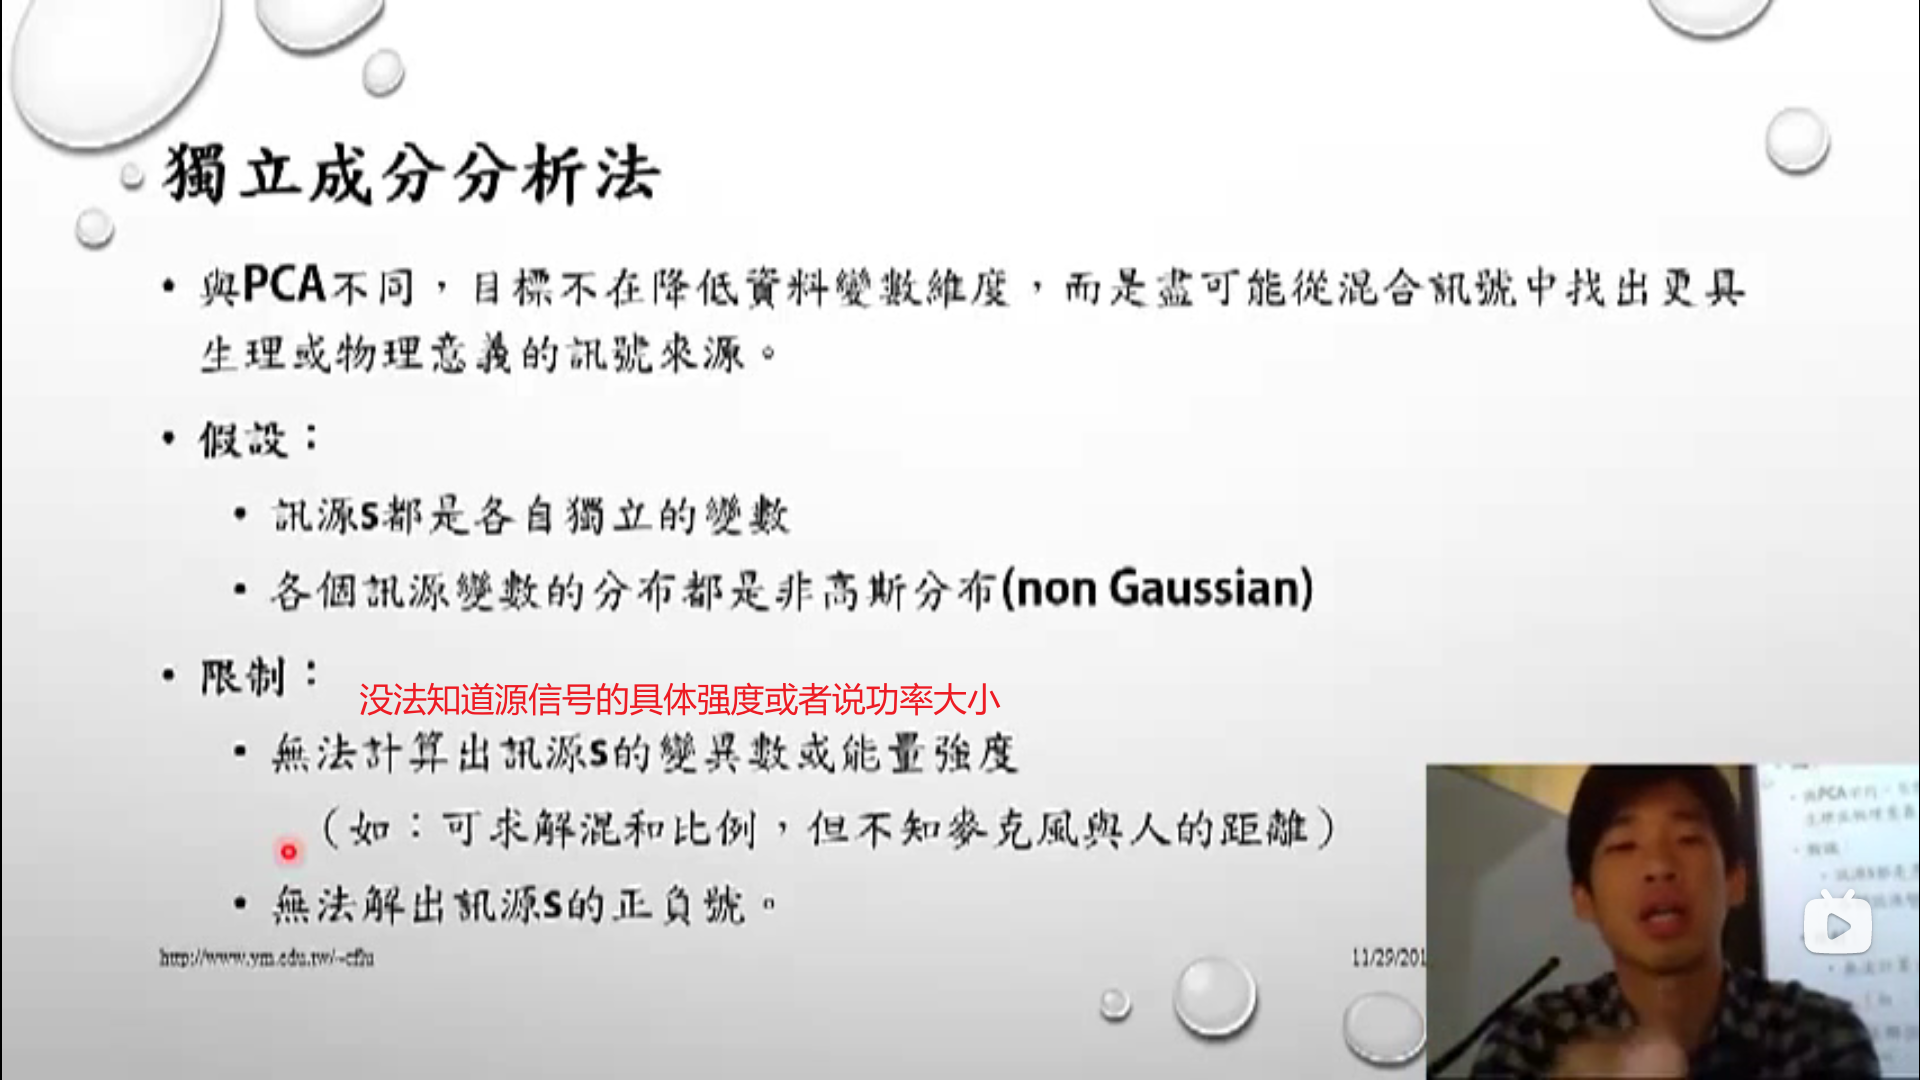 獨立成分分析法
• 與PCA不同，目標不在降低資料變數維度，而是盡可能從混合訊號中找出更具
生理或物理意義的訊號來源。
• 假設：
• 訊源s都是各自獨立的變數
• 各個訊源變數的分布都是非高斯分布(non Gaussian)
• 限制：
没法知道源信号的具体强度或者说功率大小
• 無法計算出訊源s的變異數或能量強度
（如：可求解混和比例，但不知麥克風與人的距離）
• 無法解出訊源s的正負號。
http://www.ym.edu.tw/~cflu
11/29/201